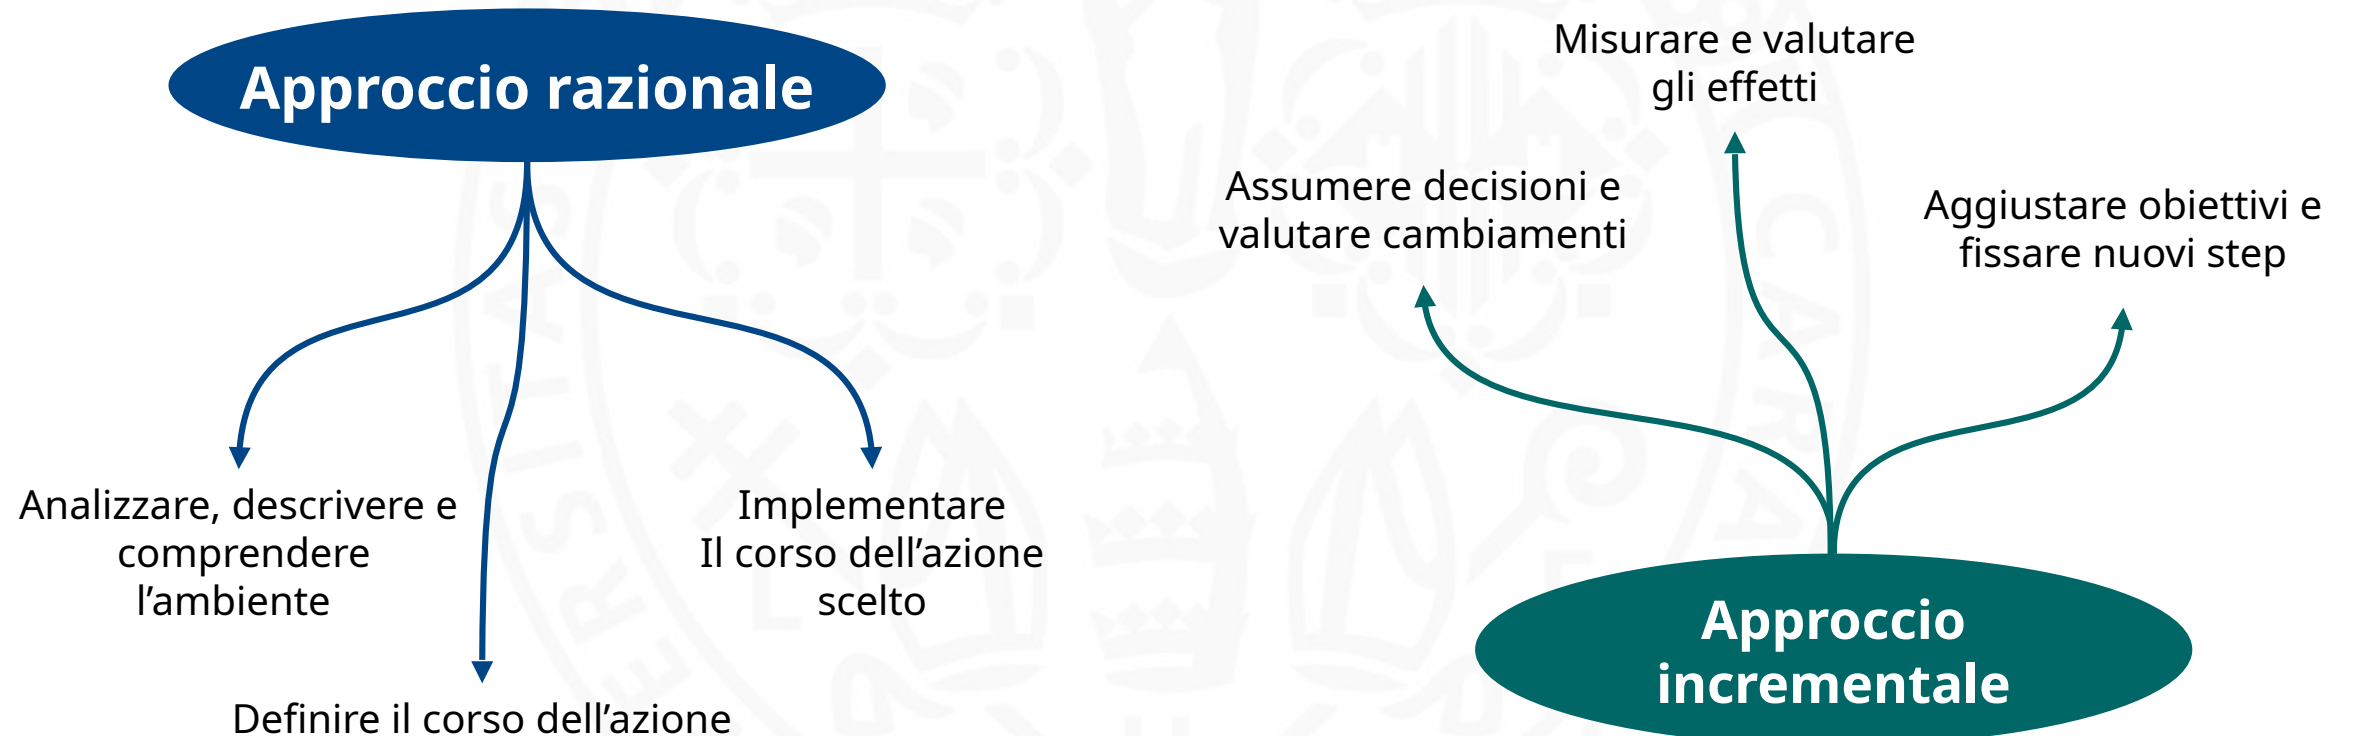 Approccio razionale
Analizzare, descrivere e
comprendere
l’ambiente
Definire il corso dell’azione
Implementare
Il corso dell’azione
scelto
Assumere decisioni e
valutare cambiamenti
Misurare e valutare
gli effetti
Aggiustare obiettivi e
fissare nuovi step
Approccio
incrementale